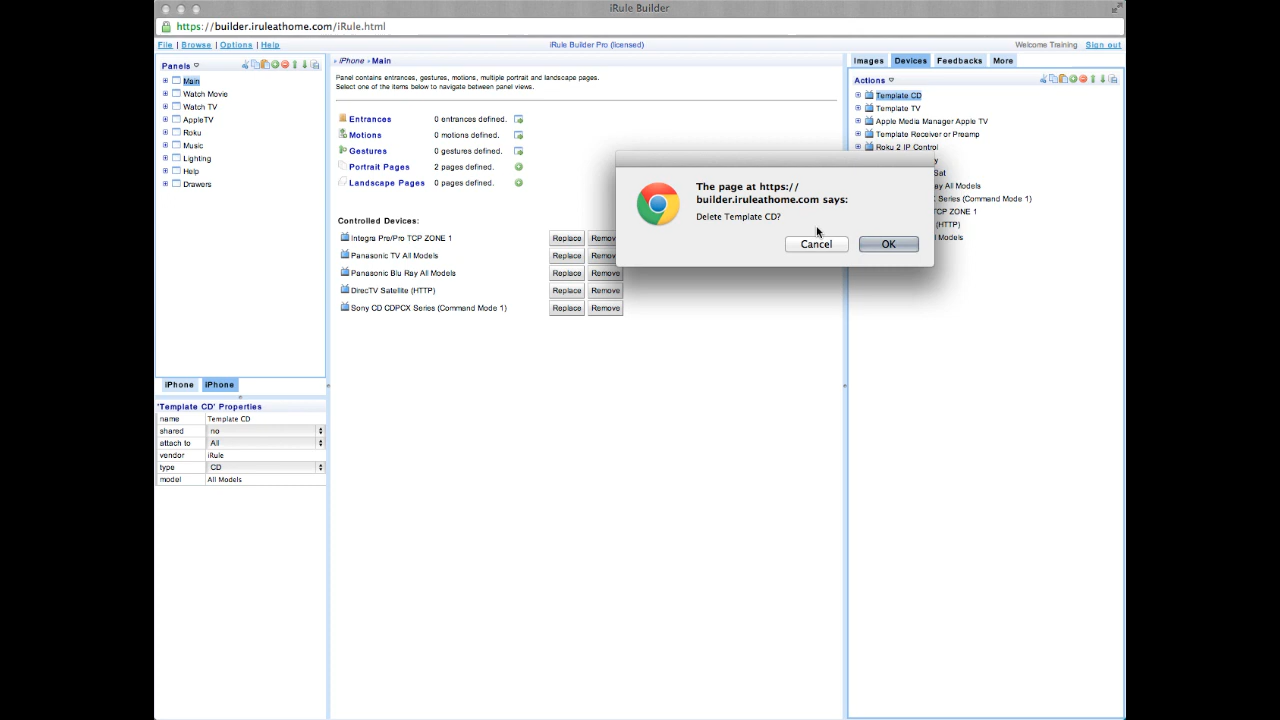 iRule Builder
https://builder.iruleathome.com/iRule.html
File | Browse | Options | Help
iRule Builder Pro (licensed)
Welcome Training
Sign out
Panels
Main
Watch Movie
Watch TV
AppleTV
Roku
Music
Lighting
Help
Drawers
iPhone
iPhone
'Template CD' Properties
name Template CD
shared no
attach to All
vendor iRule
type CD
model All Models
iPhone Main
Panel contains entrances, gestures, motions, multiple portrait and landscape pages.
Select one of the items below to navigate between panel views.
Entrances 0 entrances defined.
Motions 0 motions defined.
Gestures 0 gestures defined.
Portrait Pages 2 pages defined.
Landscape Pages 0 pages defined.
Controlled Devices:
Integra Pre/Pro TCP ZONE 1 Replace Remov
Panasonic TV All Models Replace Remov
Panasonic Blu Ray All Models Replace Remove
DirecTV Satellite (HTTP) Replace Remove
Sony CD CDPCX Series (Command Mode 1) Replace Remove
The page at https://
builder.iruleathome.com says:
Delete Template CD?
Cancel OK
Images Devices Feedbacks More
Actions
Template CD
Template TV
Apple Media Manager Apple TV
Template Receiver or Preamp
Roku 2 IP Control
y
Sat
ay All Models
X Series (Command Mode 1)
TCP ZONE 1
(HTTP)
l Models